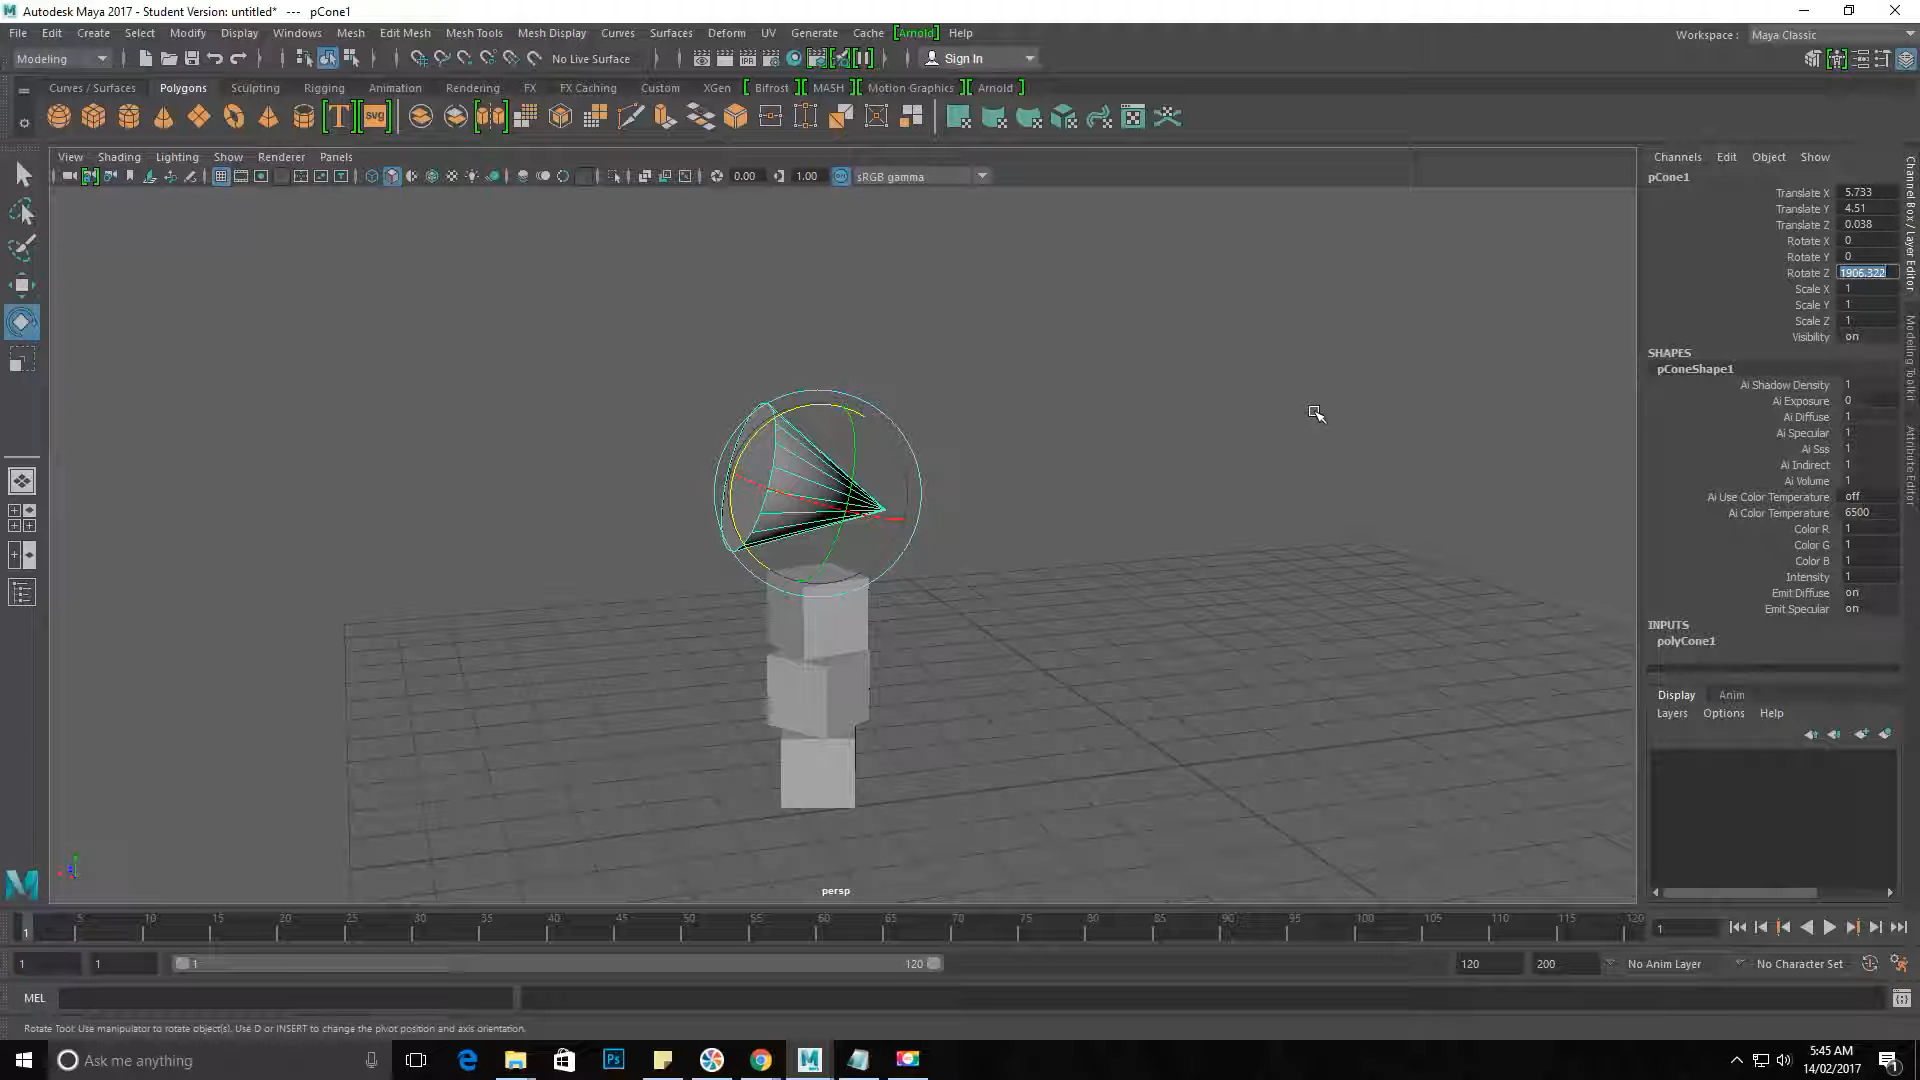 Autodesk Maya 2017 - Student Version: untitled*   ---   pCone1
File Edit Create Select Modify Display Windows Mesh Edit Mesh Mesh Tools Mesh Display Curves Surfaces Deform UV Generate Cache [Arnold] Help
Workspace : Maya Classic
Modeling No Live Surface Sign In
Curves / Surfaces Polygons Sculpting Rigging Animation Rendering FX FX Caching Custom XGen [ Bifrost ] [ MASH ] [ Motion Graphics ] [ Arnold ]
T svg
View Shading Lighting Show Renderer Panels
0.00 1.00 sRGB gamma
Channels Edit Object Show
pCone1
Translate X 5.733
Translate Y 4.51
Translate Z 0.038
Rotate X 0
Rotate Y 0
Rotate Z 1906.322
Scale X 1
Scale Y 1
Scale Z 1
Visibility on
SHAPES
pConeShape1
Ai Shadow Density 1
Ai Exposure 0
Ai Diffuse 1
Ai Specular 1
Ai Sss 1
Ai Indirect 1
Ai Volume 1
Ai Use Color Temperature off
Ai Color Temperature 6500
Color R 1
Color G 1
Color B 1
Intensity 1
Emit Diffuse on
Emit Specular on
INPUTS
polyCone1
Display Anim
Layers Options Help
Channel Box / Layer Editor
Modeling Toolkit
Attribute Editor
persp
5 10 15 20 25 30 35 40 45 50 55 60 65 70 75 80 85 90 95 100 105 110 115 120
1 1
1 1 1 120 120 200 No Anim Layer No Character Set
MEL
Rotate Tool: Use manipulator to rotate object(s). Use D or INSERT to change the pivot position and axis orientation.
Ask me anything
Ps
5:45 AM
14/02/2017